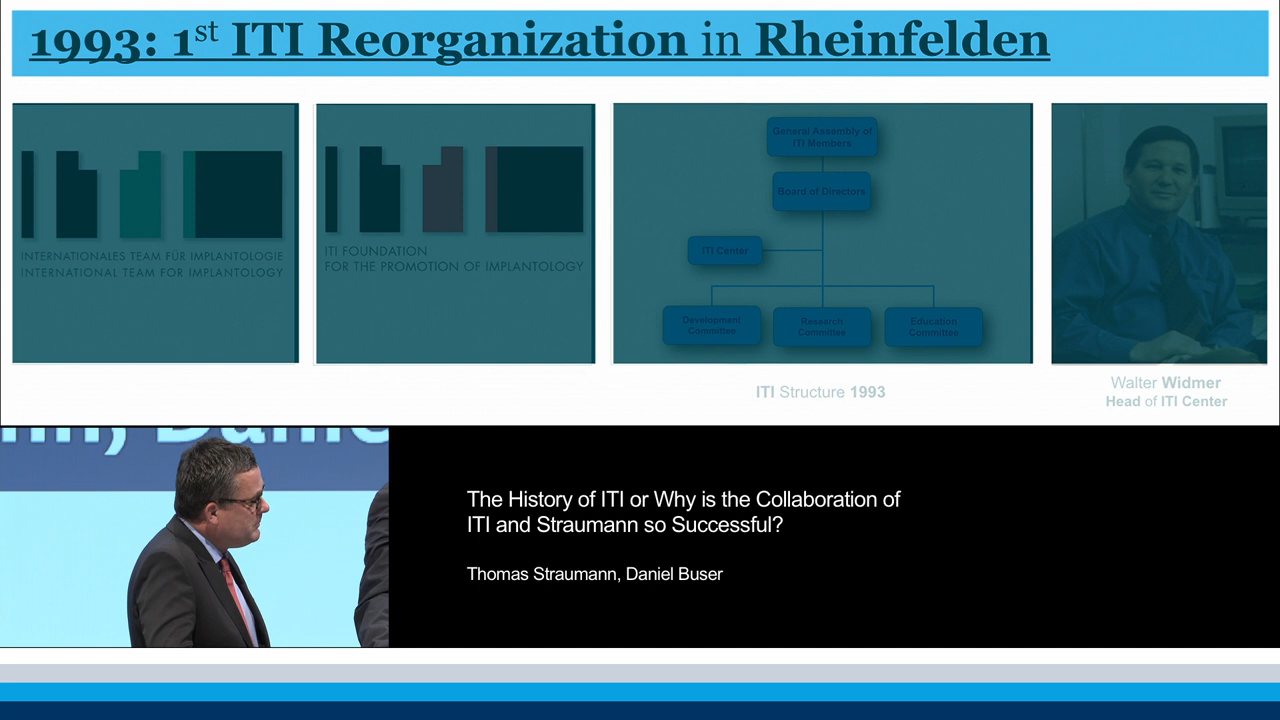 1993: 1st ITI Reorganization in Rheinfelden
INTERNATIONALES TEAM FÜR IMPLANTOLOGIE
INTERNATIONAL TEAM FOR IMPLANTOLOGY
ITI FOUNDATION
FOR THE PROMOTION OF IMPLANTOLOGY
General Assembly of
ITI Members
Board of Directors
ITI Center
Development
Committee
Research
Committee
Education
Committee
ITI Structure 1993
Walter Widmer
Head of ITI Center
The History of ITI or Why is the Collaboration of
ITI and Straumann so Successful?
Thomas Straumann, Daniel Buser